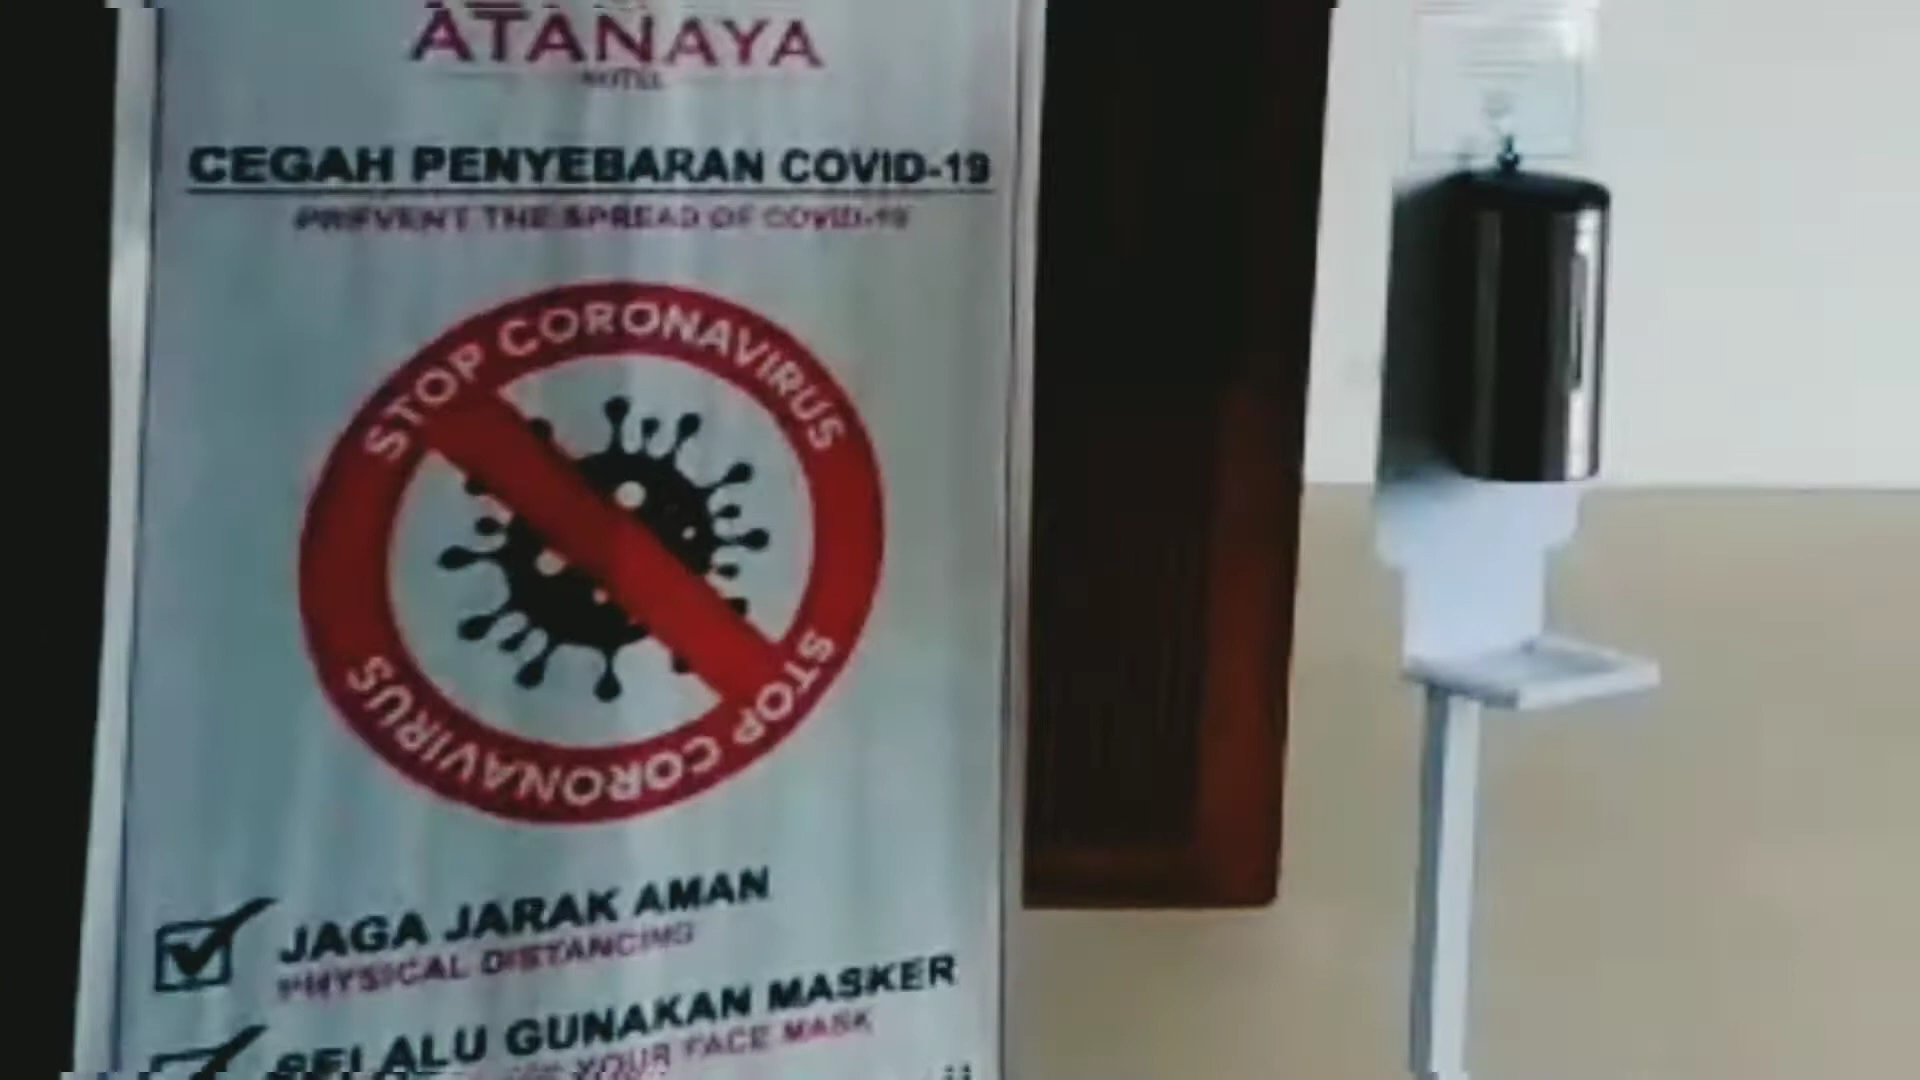 ATANAYA
HOTEL
CEGAH PENYEBARAN COVID-19
PREVENT THE SPREAD OF COVID-19
STOP CORONAVIRUS
STOP CORONAVIRUS
JAGA JARAK AMAN
PHYSICAL DISTANCING
SELALU GUNAKAN MASKER
YOUR FACE MASK